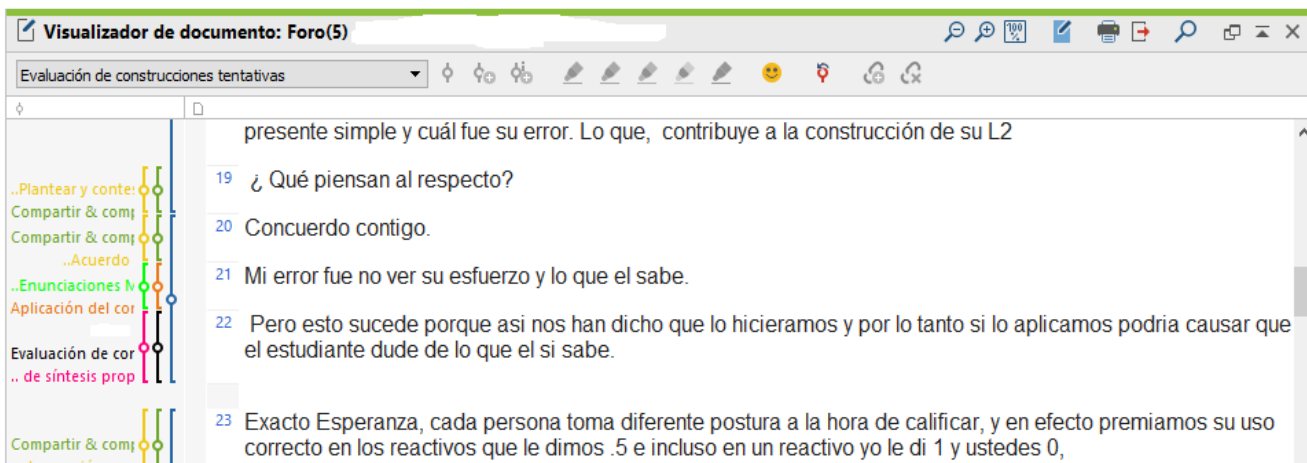 Visualizador de documento: Foro(5)
100 %
Evaluación de construcciones tentativas
presente simple y cuál fue su error. Lo que,  contribuye a la construcción de su L2
..Plantear y conte
19 ¿ Qué piensan al respecto?
Compartir & comp
Compartir & comp
20 Concuerdo contigo.
..Acuerdo
..Enunciaciones
21 Mi error fue no ver su esfuerzo y lo que el sabe.
Aplicación del cor
22 Pero esto sucede porque asi nos han dicho que lo hicieramos y por lo tanto si lo aplicamos podria causar que
Evaluación de cor
el estudiante dude de lo que el si sabe.
.. de síntesis prop
23 Exacto Esperanza, cada persona toma diferente postura a la hora de calificar, y en efecto premiamos su uso
Compartir & comp
correcto en los reactivos que le dimos .5 e incluso en un reactivo yo le di 1 y ustedes 0,